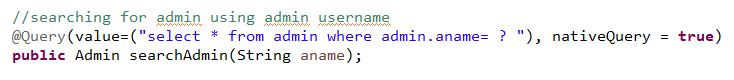 //searching for admin using admin username
@Query(value=("select * from admin where admin.aname= ? "), nativeQuery = true)
public Admin searchAdmin(String aname);